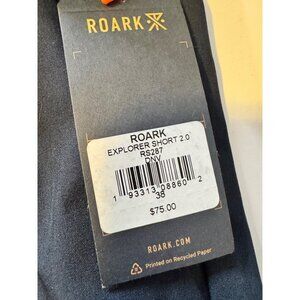 ROARK
ROARK
EXPLORER SHORT 2.0
RS287
DNV
1 93313 08860 2
38
$75.00
ROARK.COM
Printed on Recycled Paper